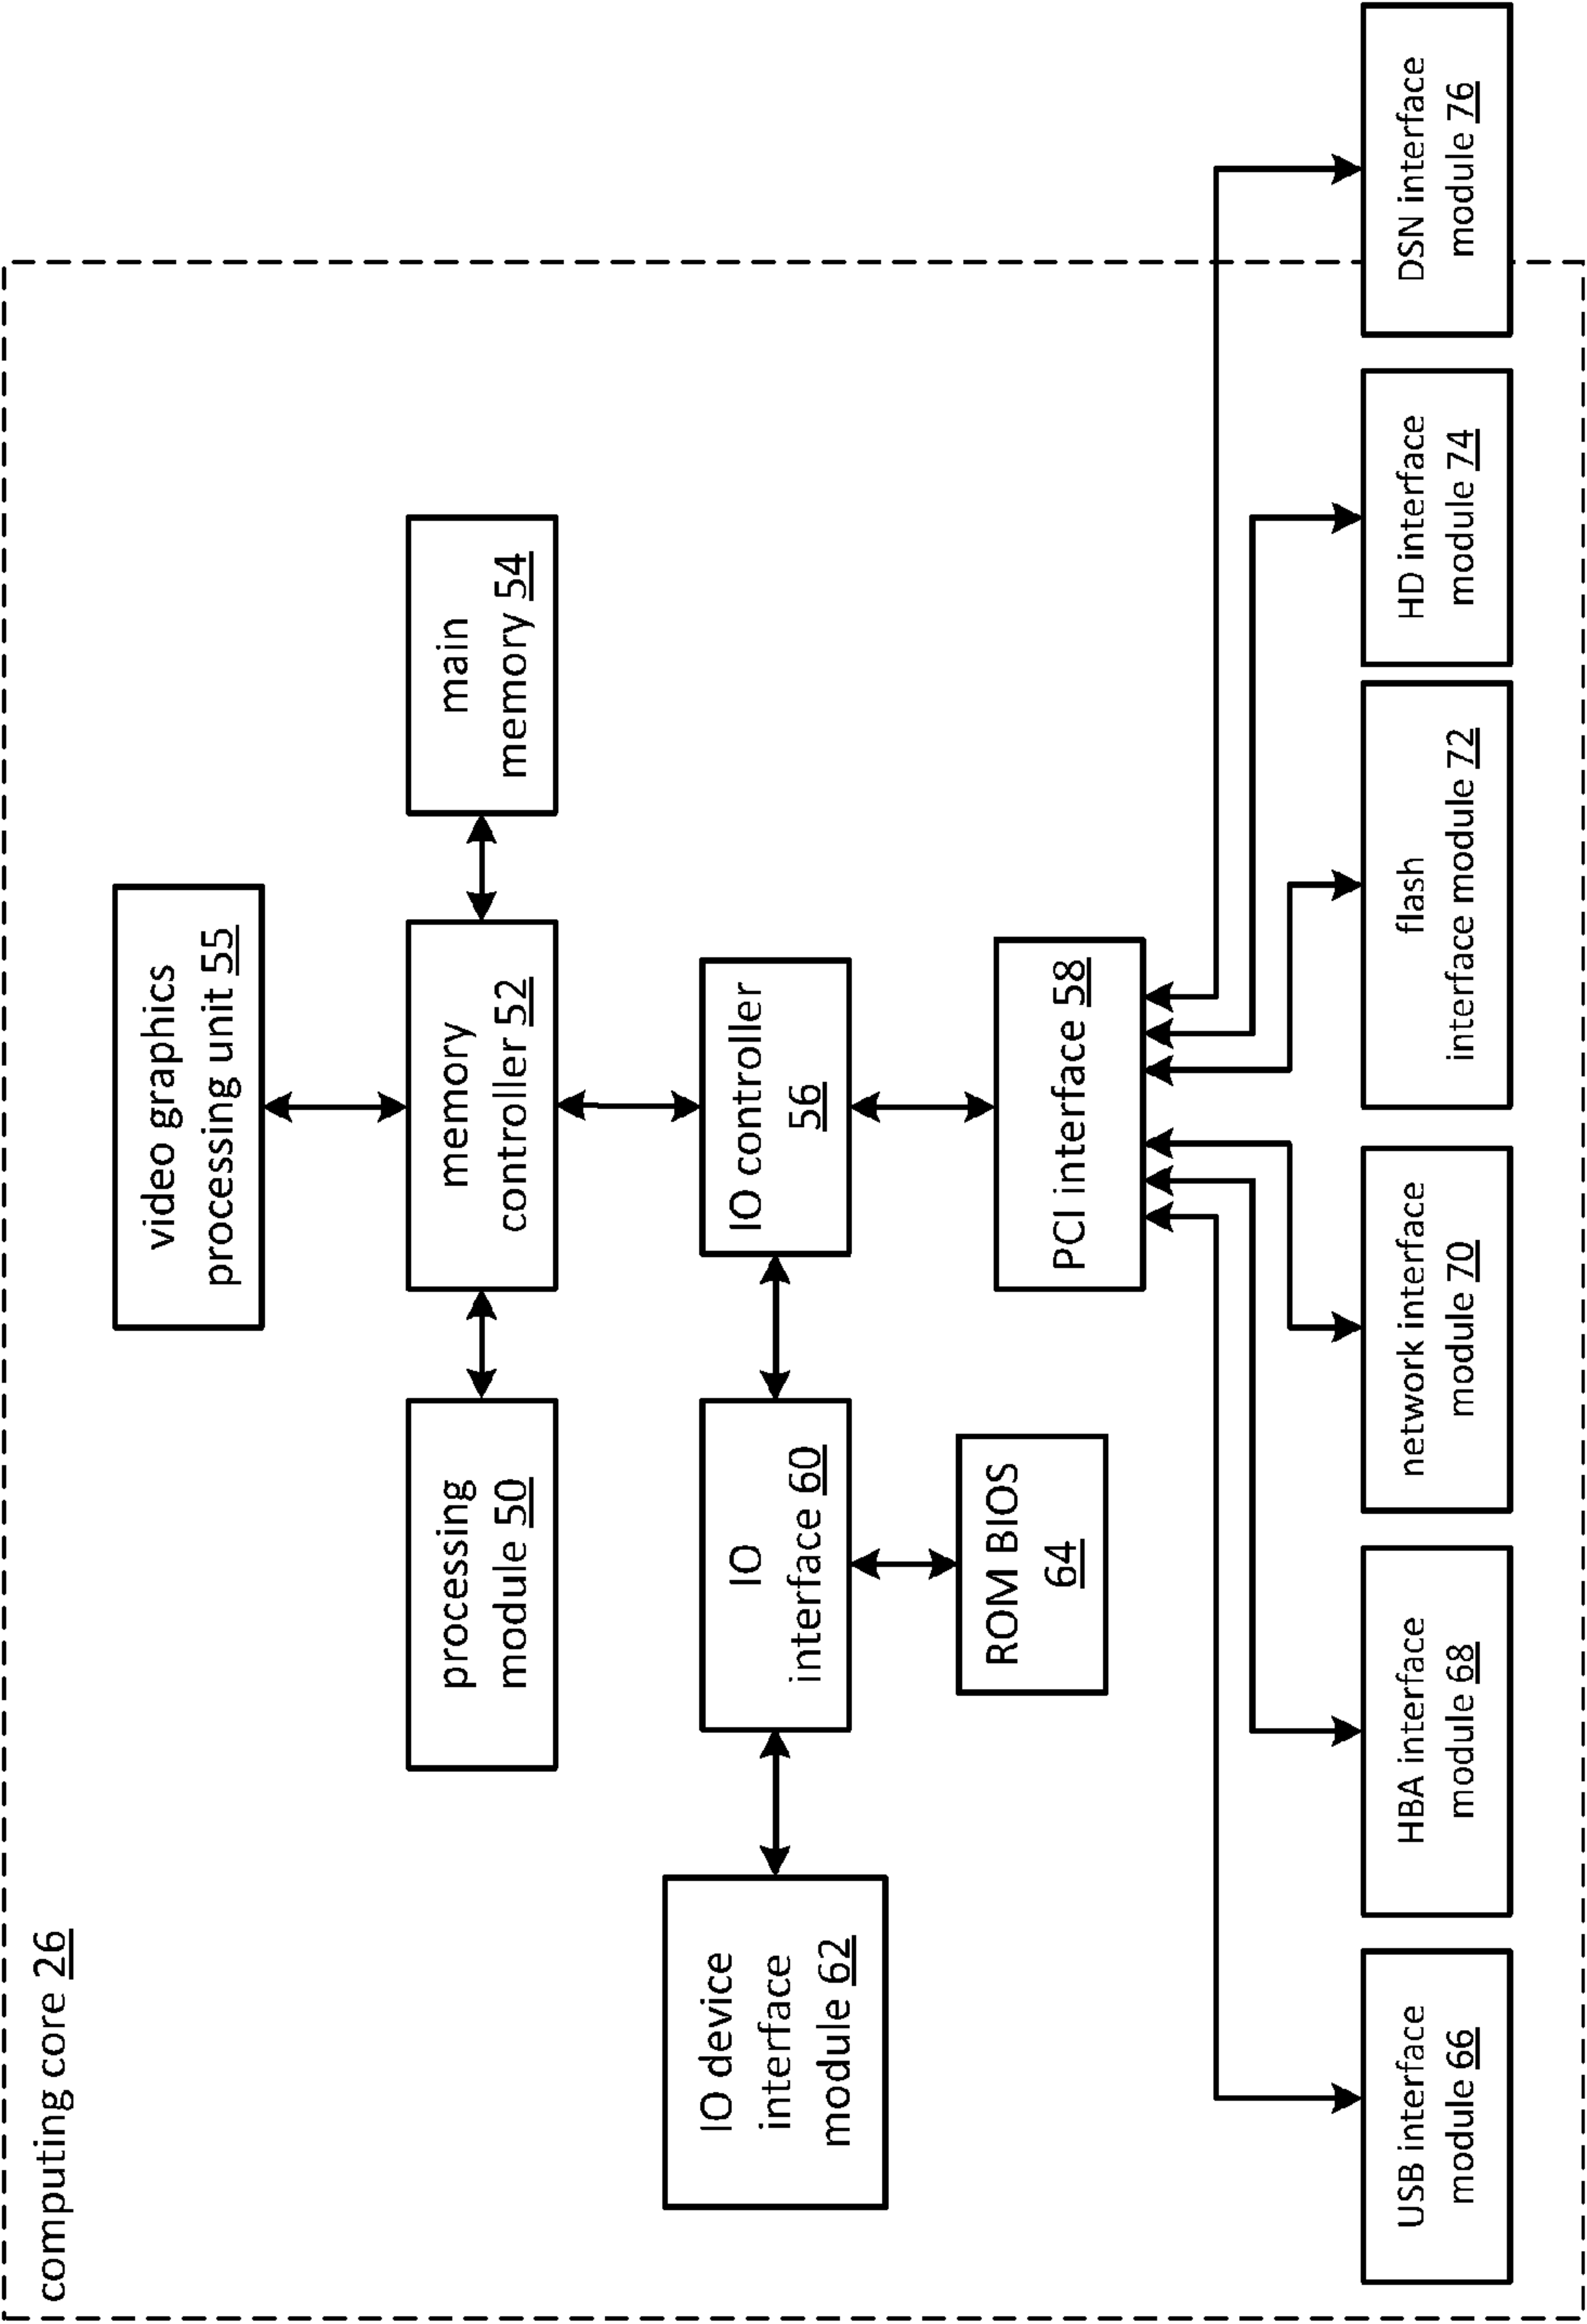 computing core 26
video graphics
processing unit 55
processing
module 50
memory
controller 52
main
memory 54
IO device
interface
module 62
IO
interface 60
IO controller
56
ROM BIOS
64
PCI interface 58
USB interface
module 66
HBA interface
module 68
network interface
module 70
flash
interface module 72
HD interface
module 74
DSN interface
module 76